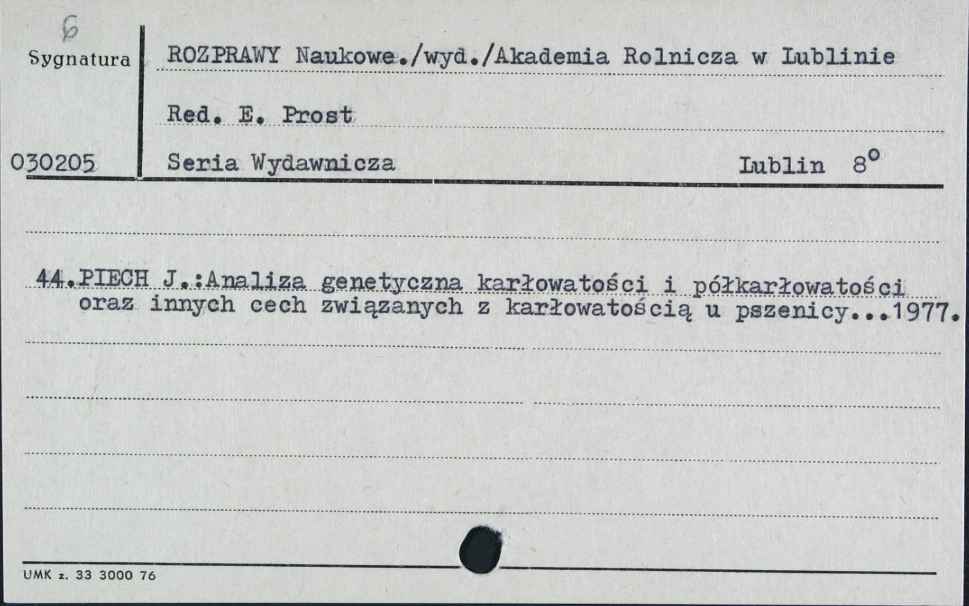 6
Sygnatura
ROZPRAWY Naukowe./wyd./Akademia Rolnicza w Lublinie
Red. E. Prost
030205
Seria Wydawnicza Lublin 8°
44.PIECH J.:Analiza genetyczna karłowatości i półkarłowatości
oraz innych cech związanych z karłowatością u pszenicy...1977.
UMK z. 33 3000 76